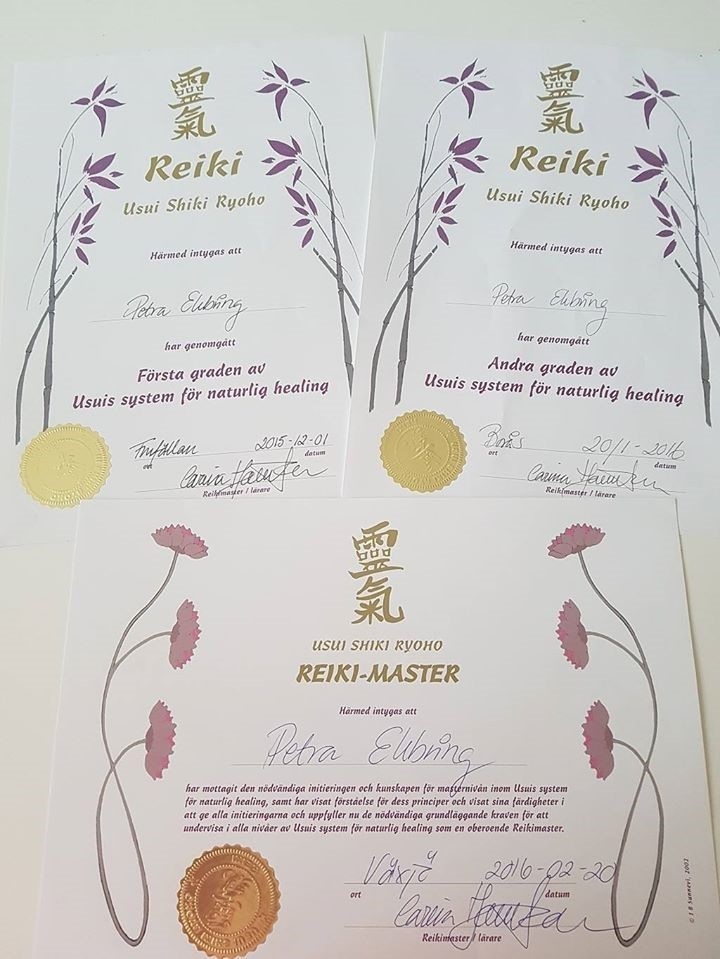 靈氣
Reiki
Usui Shiki Ryoho
Härmed intygas att
Petra
har genomgått
Första graden av
Usuis system för naturlig healing
2015-12-01
ort
datum
Carina
Reikimaster / lärare
靈氣
Reiki
Usui Shiki Ryoho
Härmed intygas att
Petra
har genomgått
Andra graden av
Usuis system för naturlig healing
Borås 20/1-2016
ort
datum
Carina
Reikimaster / lärare
靈氣
USUI SHIKI RYOHO
REIKI-MASTER
Härmed intygas att
Petra
har mottagit den nödvändiga initieringen och kunskapen för masternivån inom Usuis system
för naturlig healing, samt har visat förståelse för dess principer och visat sina färdigheter i
att ge alla initieringarna och uppfyller nu de nödvändiga grundläggande kraven för att
undervisa i alla nivåer av Usuis system för naturlig healing som en oberoende Reikimaster.
Växjö 2016-02-20
ort
datum
Carina
Reikimaster / lärare
© J B Sunnevi, 2002